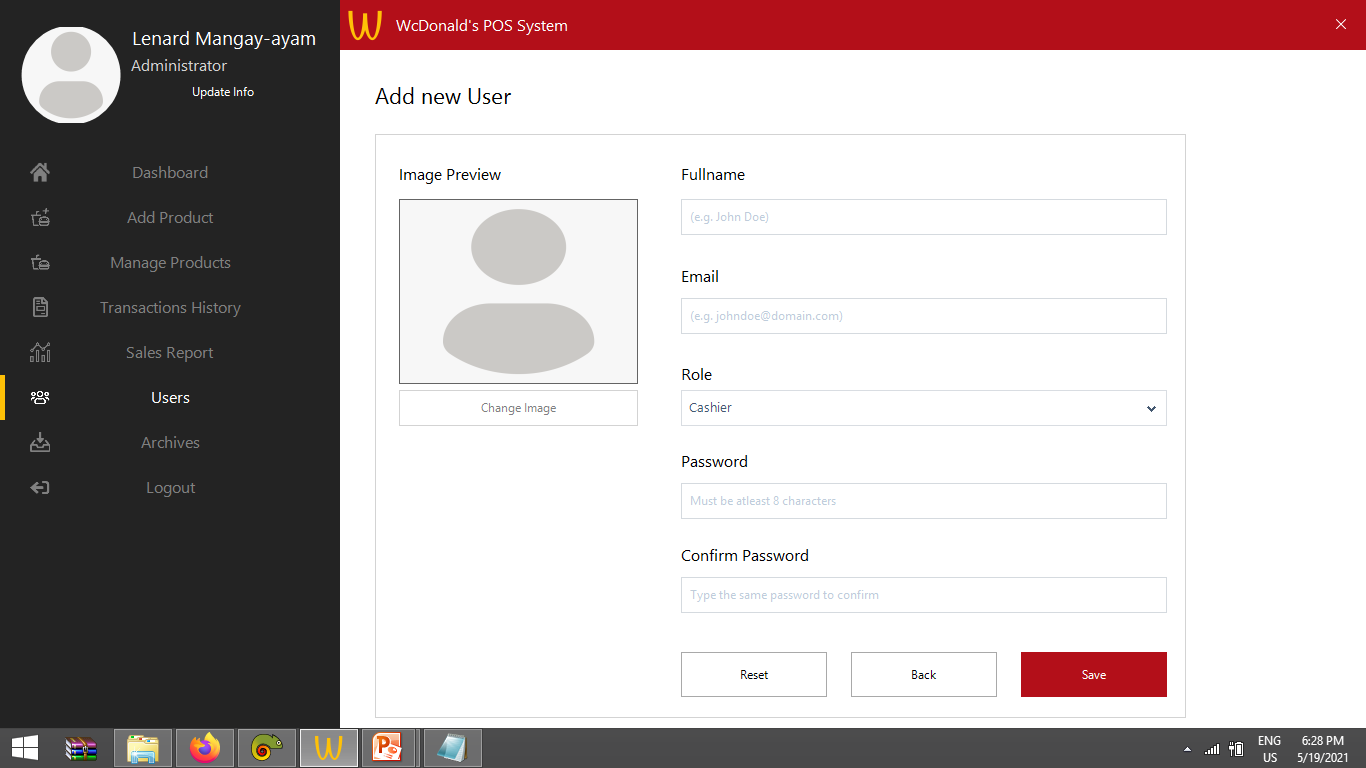 Lenard Mangay-ayam
Administrator
Update Info
Dashboard
Add Product
Manage Products
Transactions History
Sales Report
Users
Archives
Logout
W WcDonald's POS System
Add new User
Image Preview
Change Image
Fullname
(e.g. John Doe)
Email
(e.g. johndoe@domain.com)
Role
Cashier
Password
Must be atleast 8 characters
Confirm Password
Type the same password to confirm
Reset Back Save
W P ENG 6:28 PM
US 5/19/2021